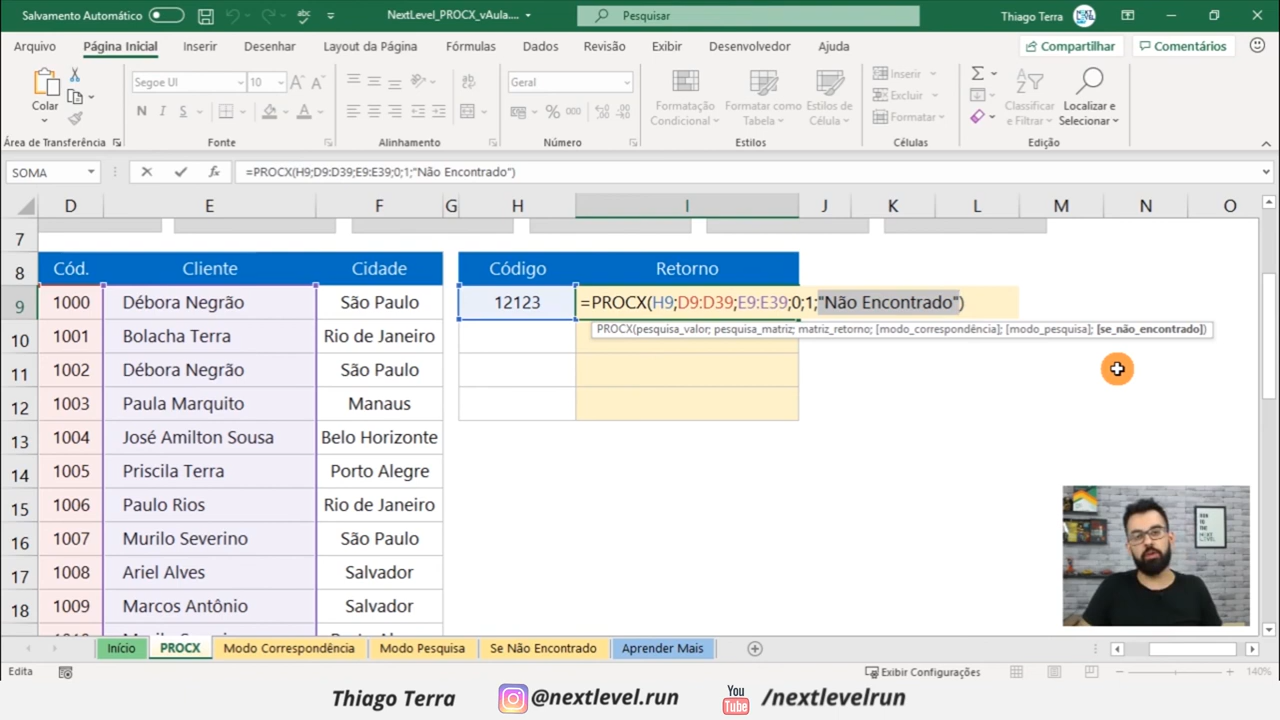 Salvamento Automático
NextLevel_PROCX_vAula....
Pesquisar
Thiago Terra
Arquivo Página Inicial Inserir Desenhar Layout da Página Fórmulas Dados Revisão Exibir Desenvolvedor Ajuda Compartilhar Comentários
Colar
Segoe UI 10
N I S
Geral
% 000
Formatação Condicional
Formatar como Tabela
Estilos de Célula
Inserir
Excluir
Formatar
Classificar e Filtrar
Localizar e Selecionar
Área de Transferência Fonte Alinhamento Número Estilos Células Edição
SOMA =PROCX(H9;D9:D39;E9:E39;0;1;"Não Encontrado")
D E F G H I J K L M N O
7
8 Cód. Cliente Cidade Código Retorno
9 1000 Débora Negrão São Paulo 12123 =PROCX(H9;D9:D39;E9:E39;0;1;"Não Encontrado")
PROCX(pesquisa_valor; pesquisa_matriz; matriz_retorno; [modo_correspondência]; [modo_pesquisa]; [se_não_encontrado])
10 1001 Bolacha Terra Rio de Janeiro
11 1002 Débora Negrão São Paulo
12 1003 Paula Marquito Manaus
13 1004 José Amilton Sousa Belo Horizonte
14 1005 Priscila Terra Porto Alegre
15 1006 Paulo Rios Rio de Janeiro
16 1007 Murilo Severino São Paulo
17 1008 Ariel Alves Salvador
18 1009 Marcos Antônio Salvador
Início PROCX Modo Correspondência Modo Pesquisa Se Não Encontrado Aprender Mais
Edita Exibir Configurações 140%
Thiago Terra @nextlevel.run You Tube /nextlevelrun